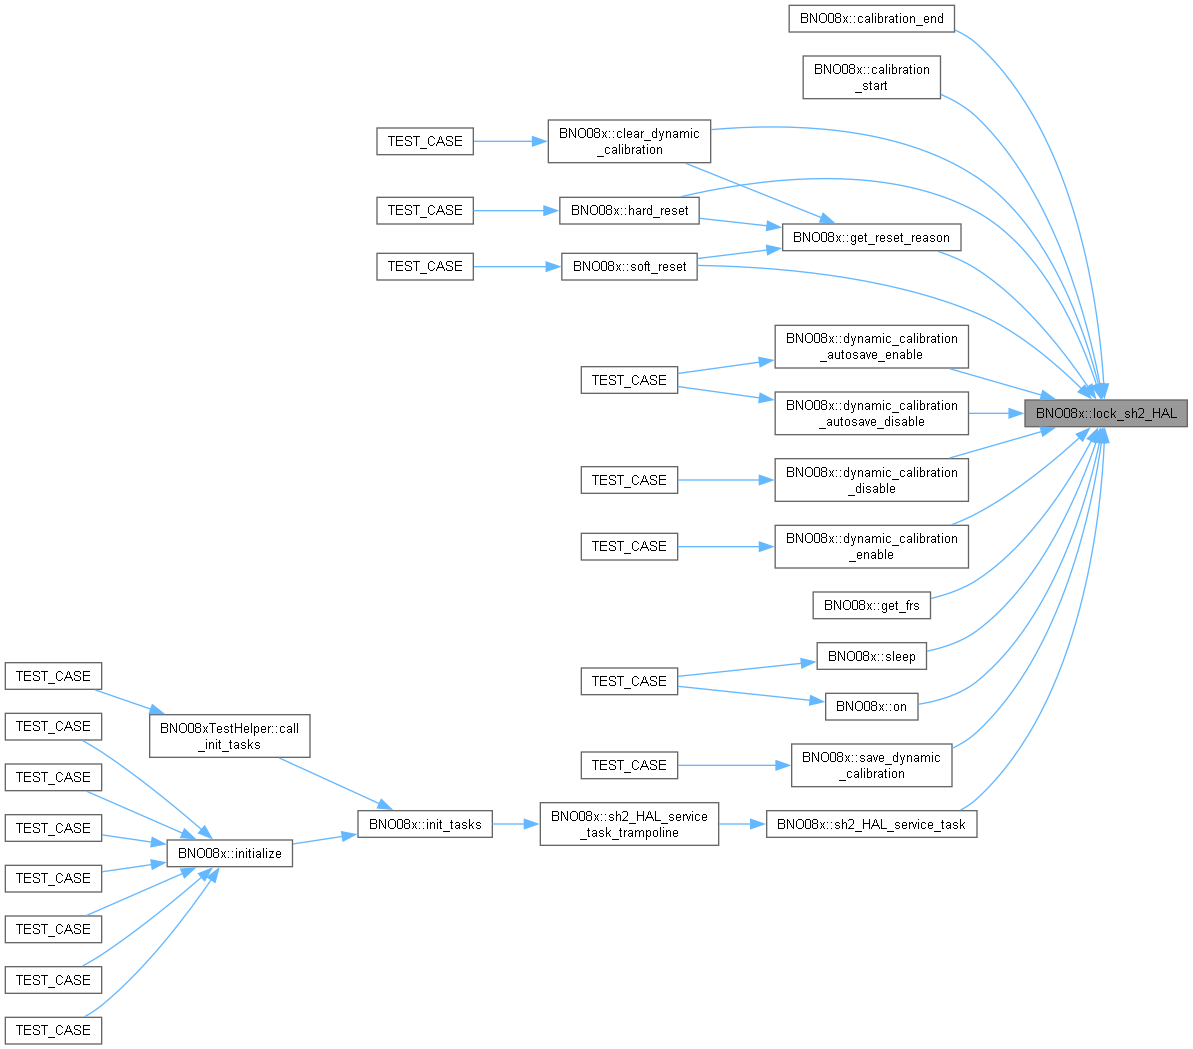 BNO08x::calibration_end
BNO08x::calibration
_start
TEST_CASE
BNO08x::clear_dynamic
_calibration
TEST_CASE
BNO08x::hard_reset
BNO08x::get_reset_reason
TEST_CASE
BNO08x::soft_reset
BNO08x::dynamic_calibration
_autosave_enable
TEST_CASE
BNO08x::dynamic_calibration
_autosave_disable
BNO08x::lock_sh2_HAL
TEST_CASE
BNO08x::dynamic_calibration
_disable
TEST_CASE
BNO08x::dynamic_calibration
_enable
BNO08x::get_frs
BNO08x::sleep
TEST_CASE
BNO08x::on
TEST_CASE
BNO08x::save_dynamic
_calibration
TEST_CASE
BNO08xTestHelper::call
_init_tasks
TEST_CASE
TEST_CASE
TEST_CASE
BNO08x::initialize
BNO08x::init_tasks
BNO08x::sh2_HAL_service
_task_trampoline
BNO08x::sh2_HAL_service_task
TEST_CASE
TEST_CASE
TEST_CASE
TEST_CASE